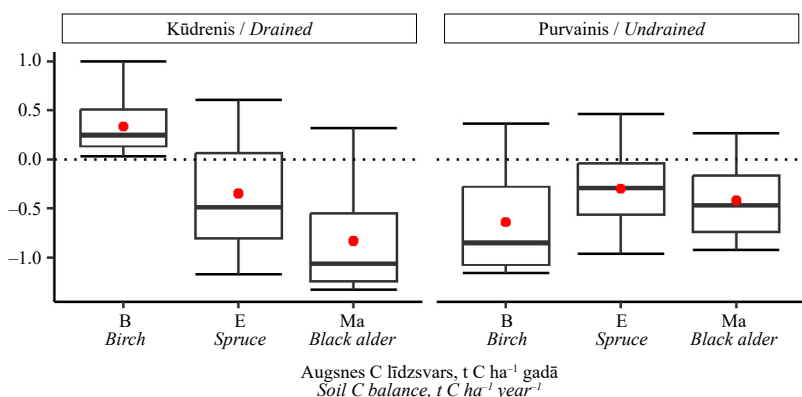 Kūdrenis / Drained
Purvainis / Undrained
1.0
0.5
0.0
–0.5
–1.0
B E Ma B E Ma
Birch Spruce Black alder Birch Spruce Black alder
Augsnes C līdzsvars, t C ha⁻¹ gadā
Soil C balance, t C ha⁻¹ year⁻¹